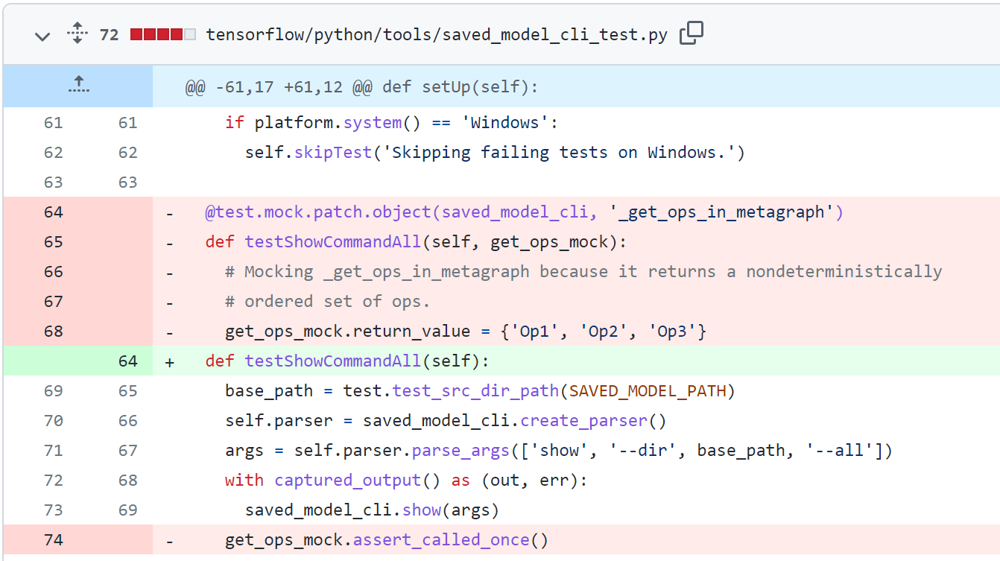 72 tensorflow/python/tools/saved_model_cli_test.py
@@ -61,17 +61,12 @@ def setUp(self):
61 61 if platform.system() == 'Windows':
62 62 self.skipTest('Skipping failing tests on Windows.')
63 63
64 - @test.mock.patch.object(saved_model_cli, '_get_ops_in_metagraph')
65 - def testShowCommandAll(self, get_ops_mock):
66 - # Mocking _get_ops_in_metagraph because it returns a nondeterministically
67 - # ordered set of ops.
68 - get_ops_mock.return_value = {'Op1', 'Op2', 'Op3'}
64 + def testShowCommandAll(self):
69 65 base_path = test.test_src_dir_path(SAVED_MODEL_PATH)
70 66 self.parser = saved_model_cli.create_parser()
71 67 args = self.parser.parse_args(['show', '--dir', base_path, '--all'])
72 68 with captured_output() as (out, err):
73 69 saved_model_cli.show(args)
74 - get_ops_mock.assert_called_once()